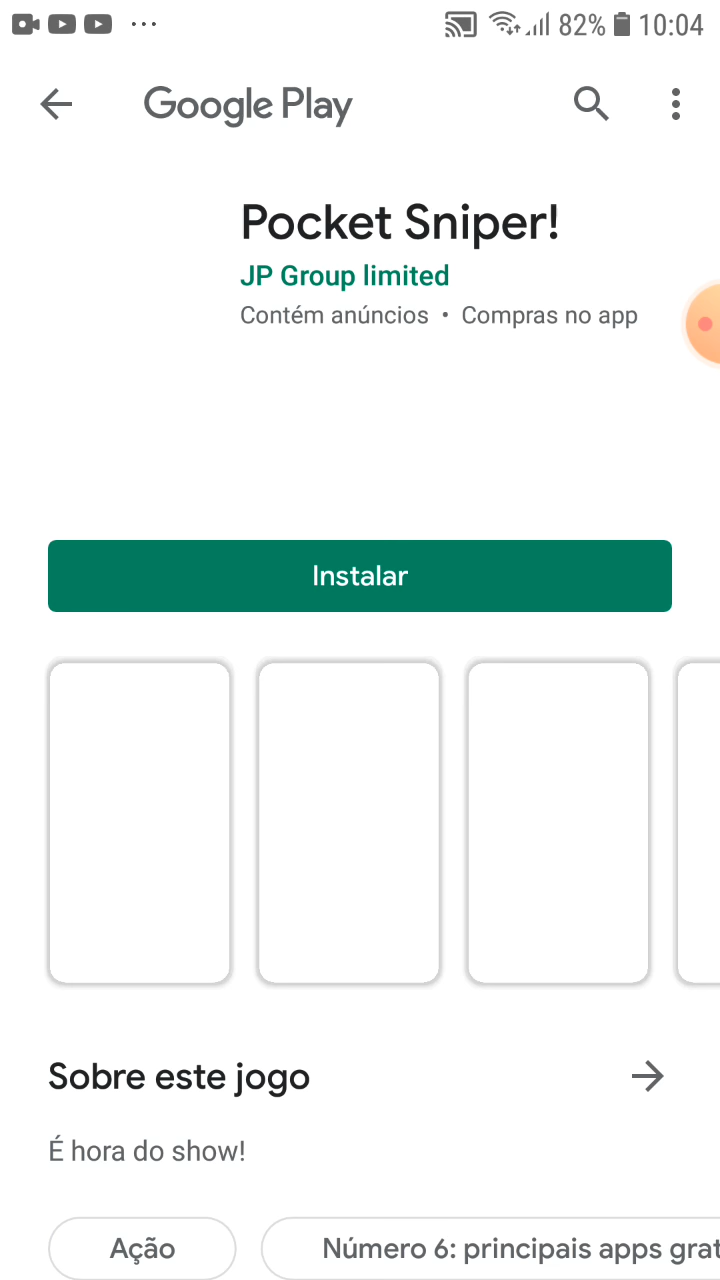 82% 10:04
Google Play
Pocket Sniper!
JP Group limited
Contém anúncios • Compras no app
Instalar
Sobre este jogo
É hora do show!
Ação
Número 6: principais apps grat